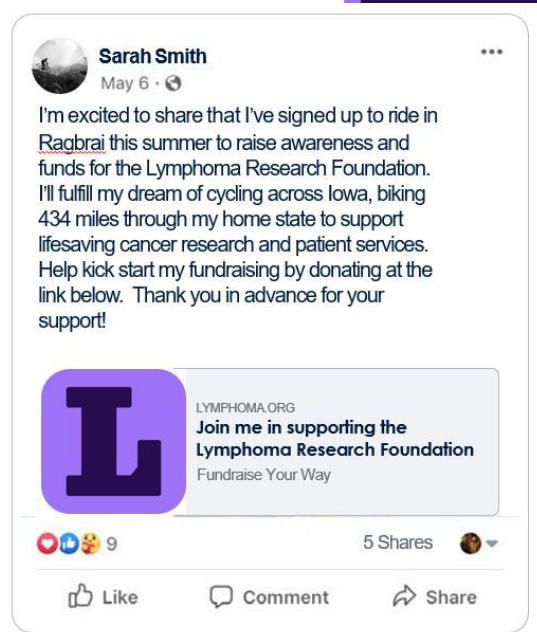 Sarah Smith
May 6 ·
I'm excited to share that I've signed up to ride in
Ragbrai this summer to raise awareness and
funds for the Lymphoma Research Foundation.
I'll fulfill my dream of cycling across Iowa, biking
434 miles through my home state to support
lifesaving cancer research and patient services.
Help kick start my fundraising by donating at the
link below.  Thank you in advance for your
support!
L
LYMPHOMA.ORG
Join me in supporting the
Lymphoma Research Foundation
Fundraise Your Way
9
5 Shares
Like
Comment
Share